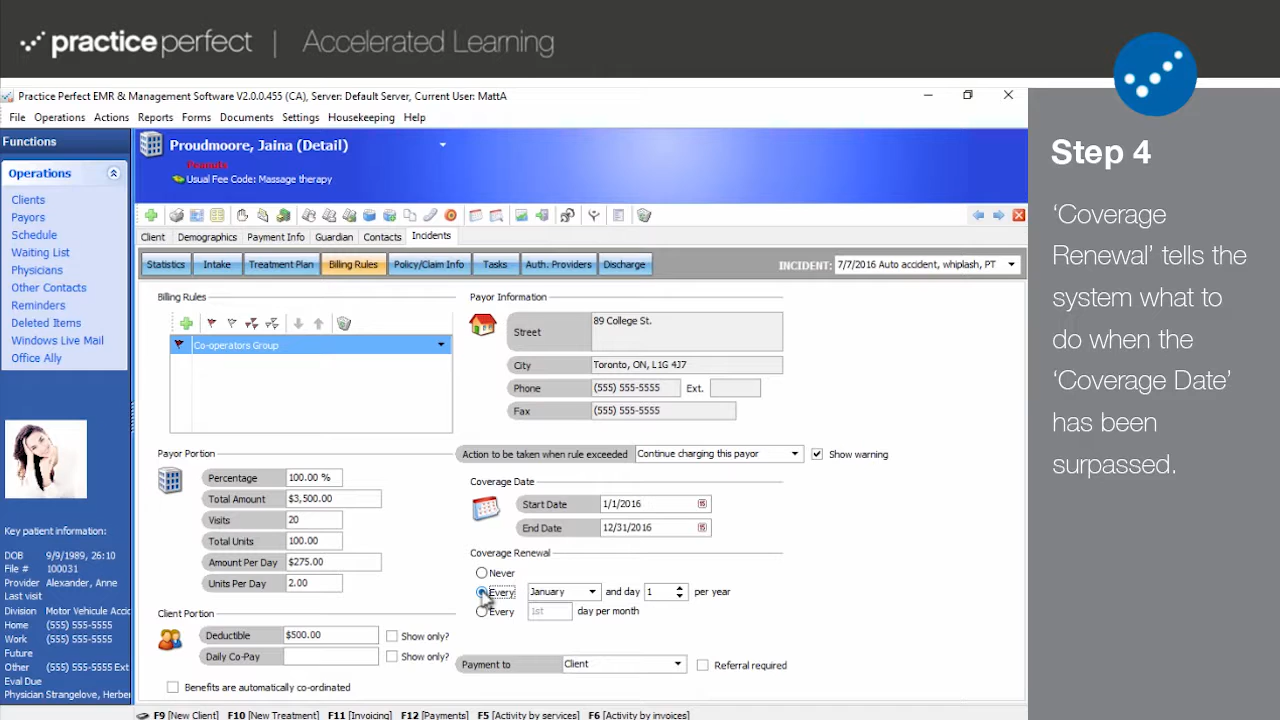 practiceperfect | Accelerated Learning
Practice Perfect EMR & Management Software V2.0.0.455 (CA), Server: Default Server, Current User: MattA
File Operations Actions Reports Forms Documents Settings Housekeeping Help
Functions
Operations
Clients
Payors
Schedule
Waiting List
Physicians
Other Contacts
Reminders
Deleted Items
Windows Live Mail
Office Ally
Key patient information:
DOB 9/9/1989, 26:10
File # 100031
Provider Alexander, Anne
Last visit
Division Motor Vehicule Accid
Home (555) 555-5555
Work (555) 555-5555
Future
Other (555) 555-5555 Ext
Eval Due
Physician Strangelove, Herber
Proudmoore, Jaina (Detail)
Peanuts
Usual Fee Code: Massage therapy
Client Demographics Payment Info Guardian Contacts Incidents
Statistics Intake Treatment Plan Billing Rules Policy/Claim Info Tasks Auth. Providers Discharge
INCIDENT: 7/7/2016 Auto accident, whiplash, PT
Billing Rules
Co-operators Group
Payor Information
Street 89 College St.
City Toronto, ON, L1G 4J7
Phone (555) 555-5555 Ext.
Fax (555) 555-5555
Payor Portion
Percentage 100.00 %
Total Amount $3,500.00
Visits 20
Total Units 100.00
Amount Per Day $275.00
Units Per Day 2.00
Action to be taken when rule exceeded Continue charging this payor Show warning
Coverage Date
Start Date 1/1/2016
End Date 12/31/2016
Coverage Renewal
Never
Every January and day 1 per year
Every 1st day per month
Client Portion
Deductible $500.00 Show only?
Daily Co-Pay Show only?
Payment to Client Referral required
Benefits are automatically co-ordinated
F9 [New Client] F10 [New Treatment] F11 [Invoicing] F12 [Payments] F5 [Activity by services] F6 [Activity by invoices]
Step 4
‘Coverage
Renewal’ tells the
system what to
do when the
‘Coverage Date’
has been
surpassed.